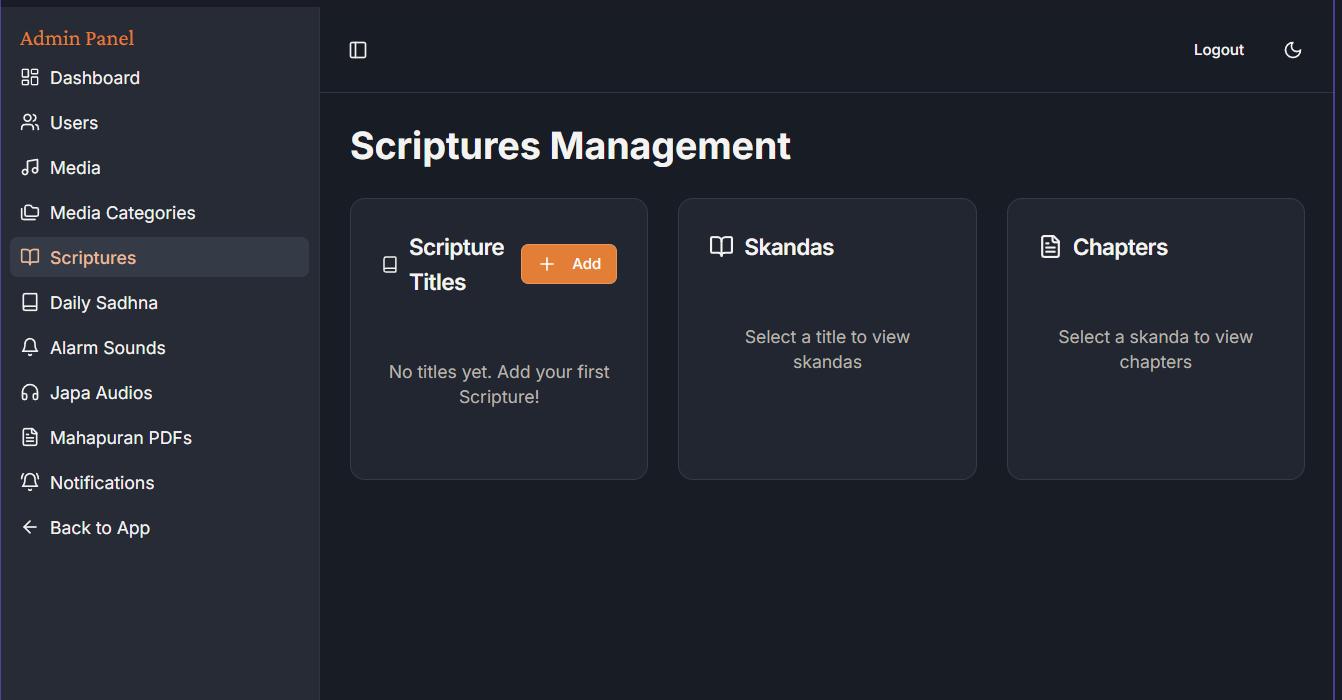 Admin Panel
Dashboard
Users
Media
Media Categories
Scriptures
Daily Sadhna
Alarm Sounds
Japa Audios
Mahapuran PDFs
Notifications
Back to App
Logout
Scriptures Management
Scripture
Titles
Add
No titles yet. Add your first
Scripture!
Skandas
Select a title to view
skandas
Chapters
Select a skanda to view
chapters